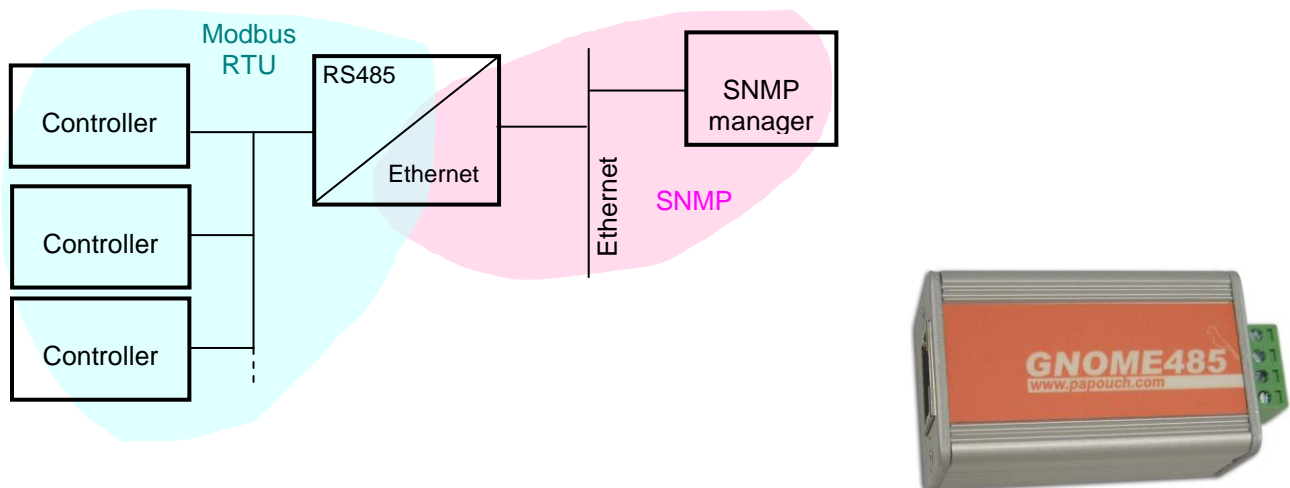 Modbus
RTU
RS485
Ethernet
Controller
Controller
Controller
SNMP
manager
Ethernet
SNMP
GNOME485
www.papouch.com